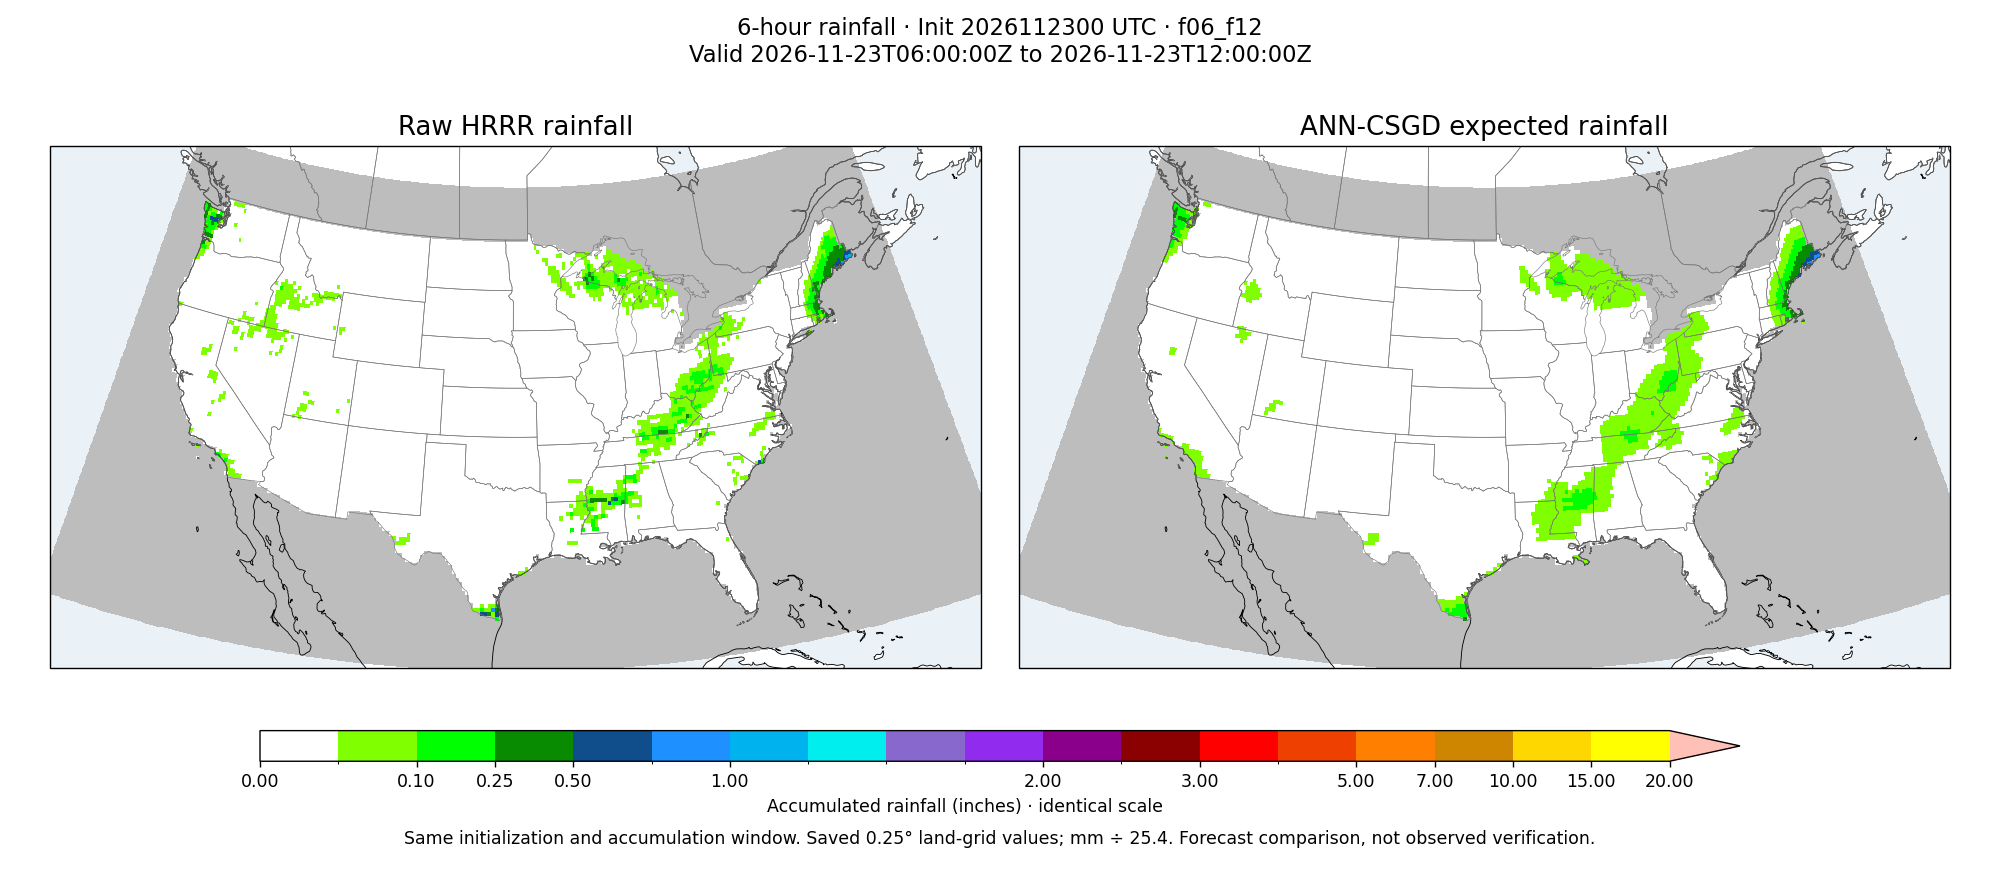 6-hour rainfall · Init 2026112300 UTC · f06_f12
Valid 2026-11-23T06:00:00Z to 2026-11-23T12:00:00Z
Raw HRRR rainfall
ANN-CSGD expected rainfall
0.00 0.10 0.25 0.50 1.00 2.00 3.00 5.00 7.00 10.00 15.00 20.00
Accumulated rainfall (inches) · identical scale
Same initialization and accumulation window. Saved 0.25° land-grid values; mm ÷ 25.4. Forecast comparison, not observed verification.